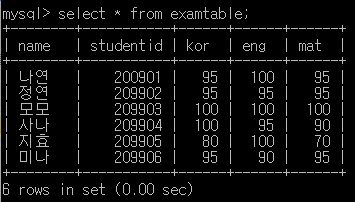 mysql> select * from examtable;
+--------+-----------+------+------+------+
| name | studentid | kor | eng | mat |
+--------+-----------+------+------+------+
| 나연 | 200901 | 95 | 100 | 95 |
| 정연 | 209902 | 95 | 95 | 95 |
| 모모 | 209903 | 100 | 100 | 100 |
| 사나 | 209904 | 100 | 95 | 90 |
| 지효 | 209905 | 80 | 100 | 70 |
| 미나 | 209906 | 95 | 90 | 95 |
+--------+-----------+------+------+------+
6 rows in set (0.00 sec)